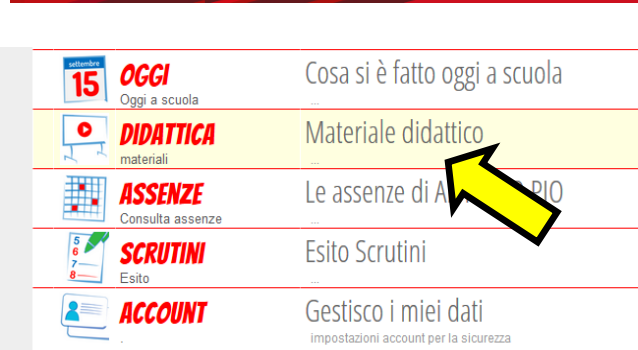 settembre
15
OGGI
Oggi a scuola
Cosa si è fatto oggi a scuola
...
DIDATTICA
materiali
Materiale didattico
...
ASSENZE
Consulta assenze
Le assenze di A PIO
...
5
6
7
8
SCRUTINI
Esito
Esito Scrutini
...
ACCOUNT
.
Gestisco i miei dati
impostazioni account per la sicurezza